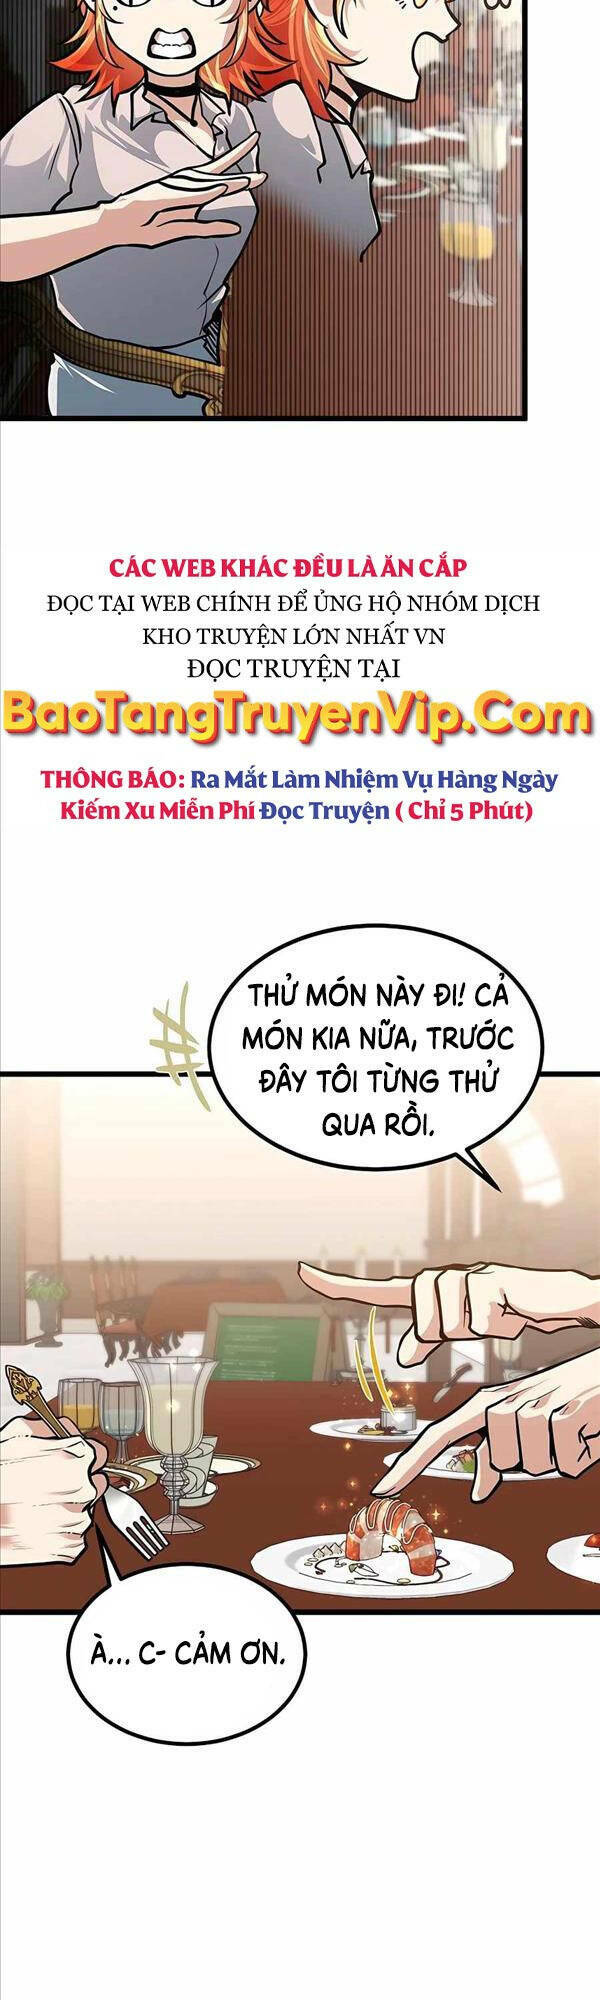 CÁC WEB KHÁC ĐỀU LÀ ĂN CẮP
ĐỌC TẠI WEB CHÍNH ĐỂ ỦNG HỘ NHÓM DỊCH
KHO TRUYỆN LỚN NHẤT VN
ĐỌC TRUYỆN TẠI
BaoTangTruyenVip.Com
THÔNG BÁO: Ra Mắt Làm Nhiệm Vụ Hàng Ngày
Kiếm Xu Miễn Phí Đọc Truyện ( Chỉ 5 Phút)
THỬ MÓN NÀY ĐI! CẢ
MÓN KIA NỮA, TRƯỚC
ĐÂY TÔI TỪNG THỬ
QUA RỒI.
À... C- CẢM ƠN.